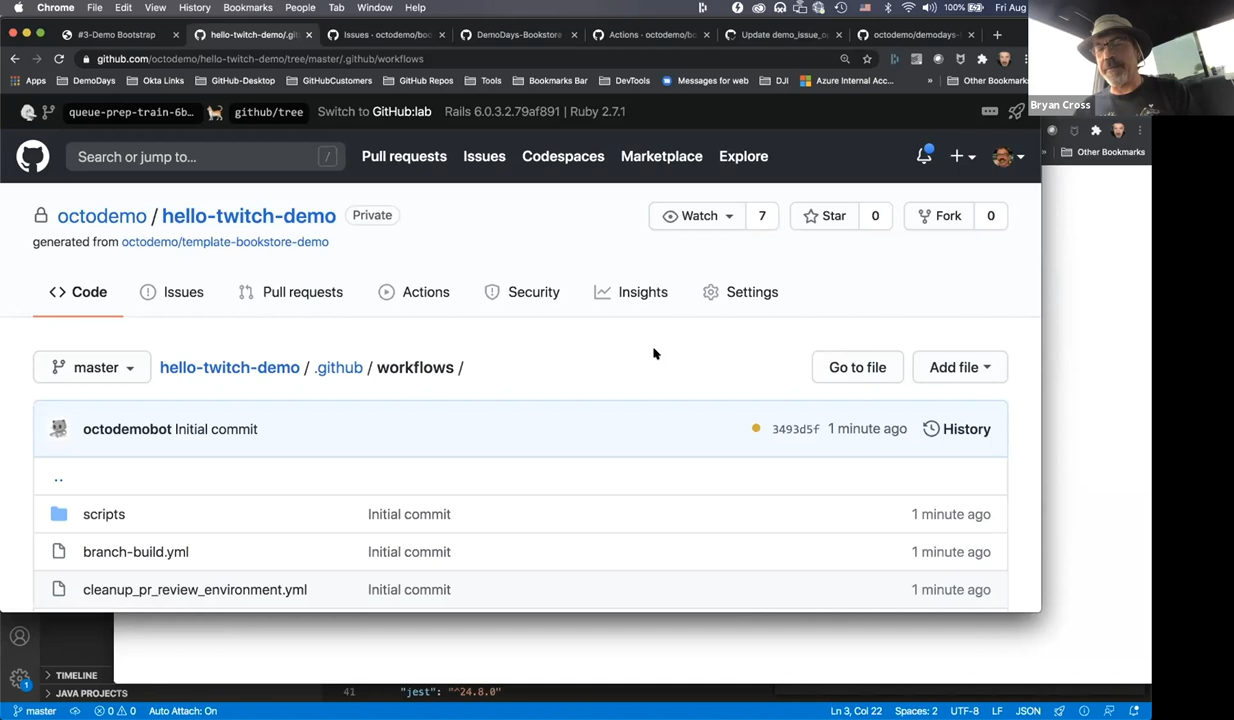 Chrome File Edit View History Bookmarks People Tab Window Help 100% Fri Aug
#3-Demo Bootstrap hello-twitch-demo/.gi Issues · octodemo/boo DemoDays-Bookstore Actions · octodemo/bo Update demo_issue_o octodemo/demodays-
github.com/octodemo/hello-twitch-demo/tree/master/.github/workflows
Apps DemoDays Okta Links GitHub-Desktop GitHubCustomers GitHub Repos Tools Bookmarks Bar DevTools Messages for web DJI Azure Internal Acc... » Other Bookmarks
Bryan Cross
queue-prep-train-6b... github/tree Switch to GitHub:lab Rails 6.0.3.2.79af891 | Ruby 2.7.1
» Other Bookmarks
Search or jump to... / Pull requests Issues Codespaces Marketplace Explore
octodemo / hello-twitch-demo Private Watch 7 Star 0 Fork 0
generated from octodemo/template-bookstore-demo
Code Issues Pull requests Actions Security Insights Settings
master hello-twitch-demo / .github / workflows / Go to file Add file
octodemobot Initial commit 3493d5f 1 minute ago History
..
scripts Initial commit 1 minute ago
branch-build.yml Initial commit 1 minute ago
cleanup_pr_review_environment.yml Initial commit 1 minute ago
1 TIMELINE
JAVA PROJECTS 41 "jest": "^24.8.0"
master 0 0 Auto Attach: On Ln 3, Col 22 Spaces: 2 UTF-8 LF JSON